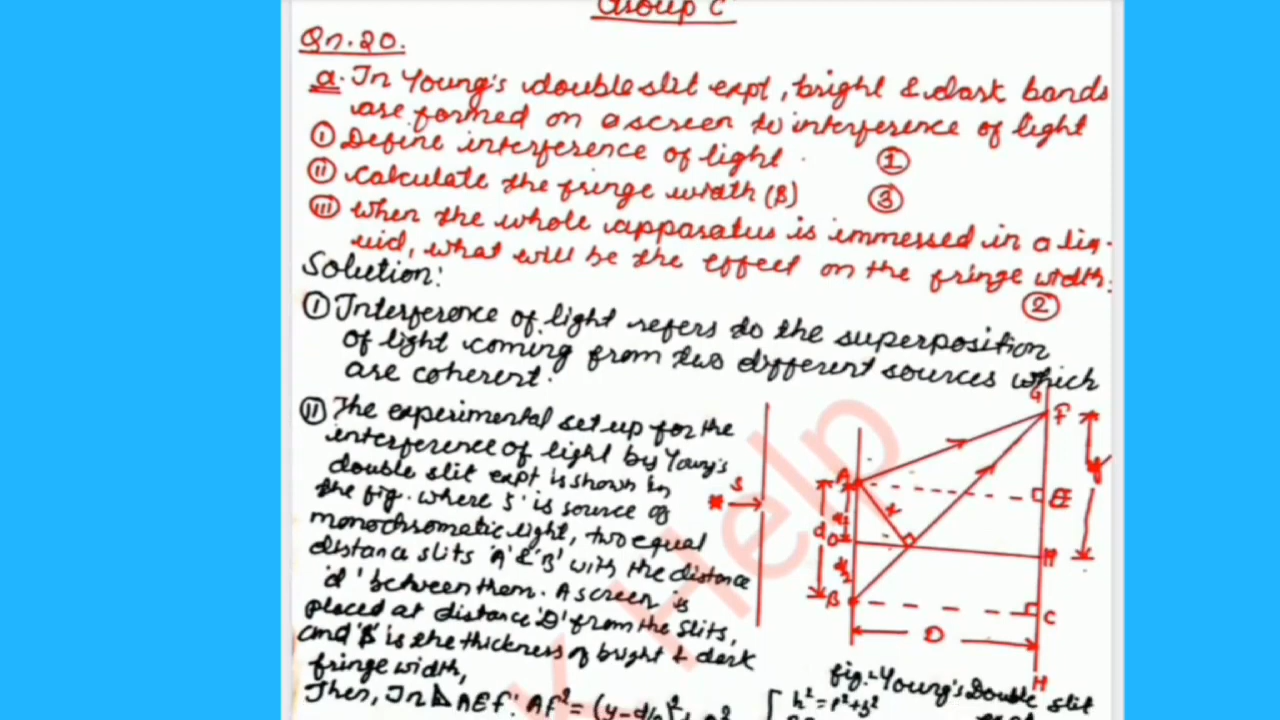 Group C
Qn.20.
a. In Young's double slit expt, bright & dark bands
are formed on a screen to interference of light
(i) Define interference of light. (1)
(ii) calculate the fringe width (β) (3)
(iii) when the whole apparatus is immersed in a liq-
uid, what will be the effect on the fringe width. (2)
Solution:
(i) Interference of light refers to the superposition
of light coming from two different sources which
are coherent.
(ii) The experimental set up for the
interference of light by Young's
double slit expt is shown in
the fig. where 's' is source of
monochromatic light, two equal
distance slits 'A' & 'B' with the distance
'd' between them. A screen is
placed at distance 'D' from the slits,
and 'β' is the thickness of bright & dark
fringe width,
Then, In ∆ AEF: AF² = (y-d/2)² +
h² = p² + b²
S
A
d
O
d/2
B
x
G
F
y
E
M
C
D
H
fig:- Young's Double slit
Help